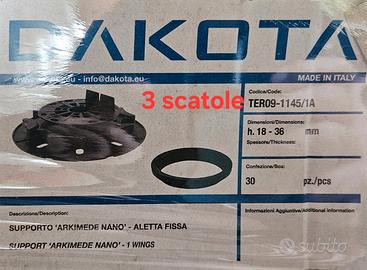 DAKOTA
info@dakota.eu
MADE IN ITALY
3 scatole
Codice/Code:
TER09-1145/1A
Dimensioni/Dimensions:
h. 18 - 36 mm
Spessore/Thickness:
Confezione/Box:
30 pz./pcs
Descrizione/Description:
SUPPORTO 'ARKIMEDE NANO' - ALETTA FISSA
SUPPORT 'ARKIMEDE NANO' - 1 WINGS
Informazioni Aggiuntive/Additional information
subito